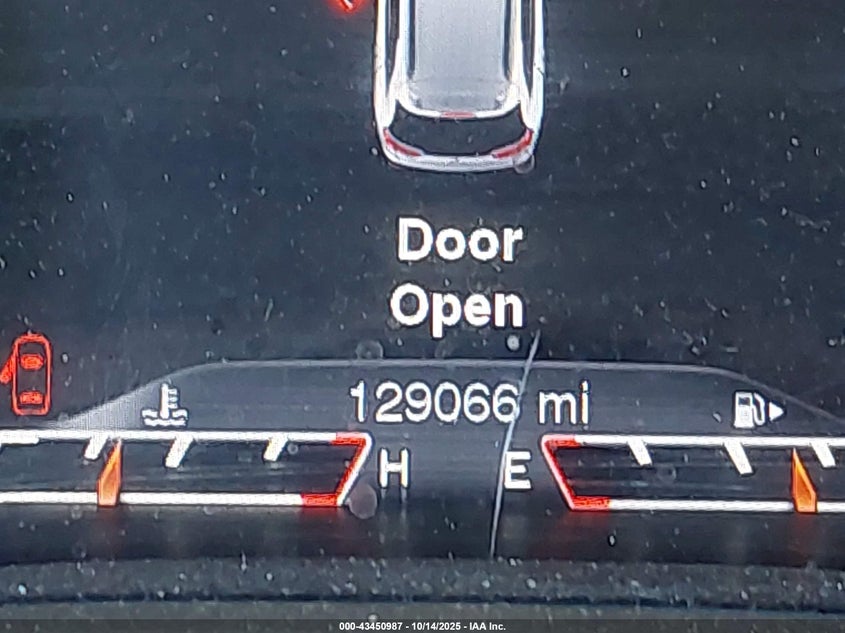 Door
Open
129066 mi
H
E
000-43450987 - 10/14/2025 - IAA Inc.